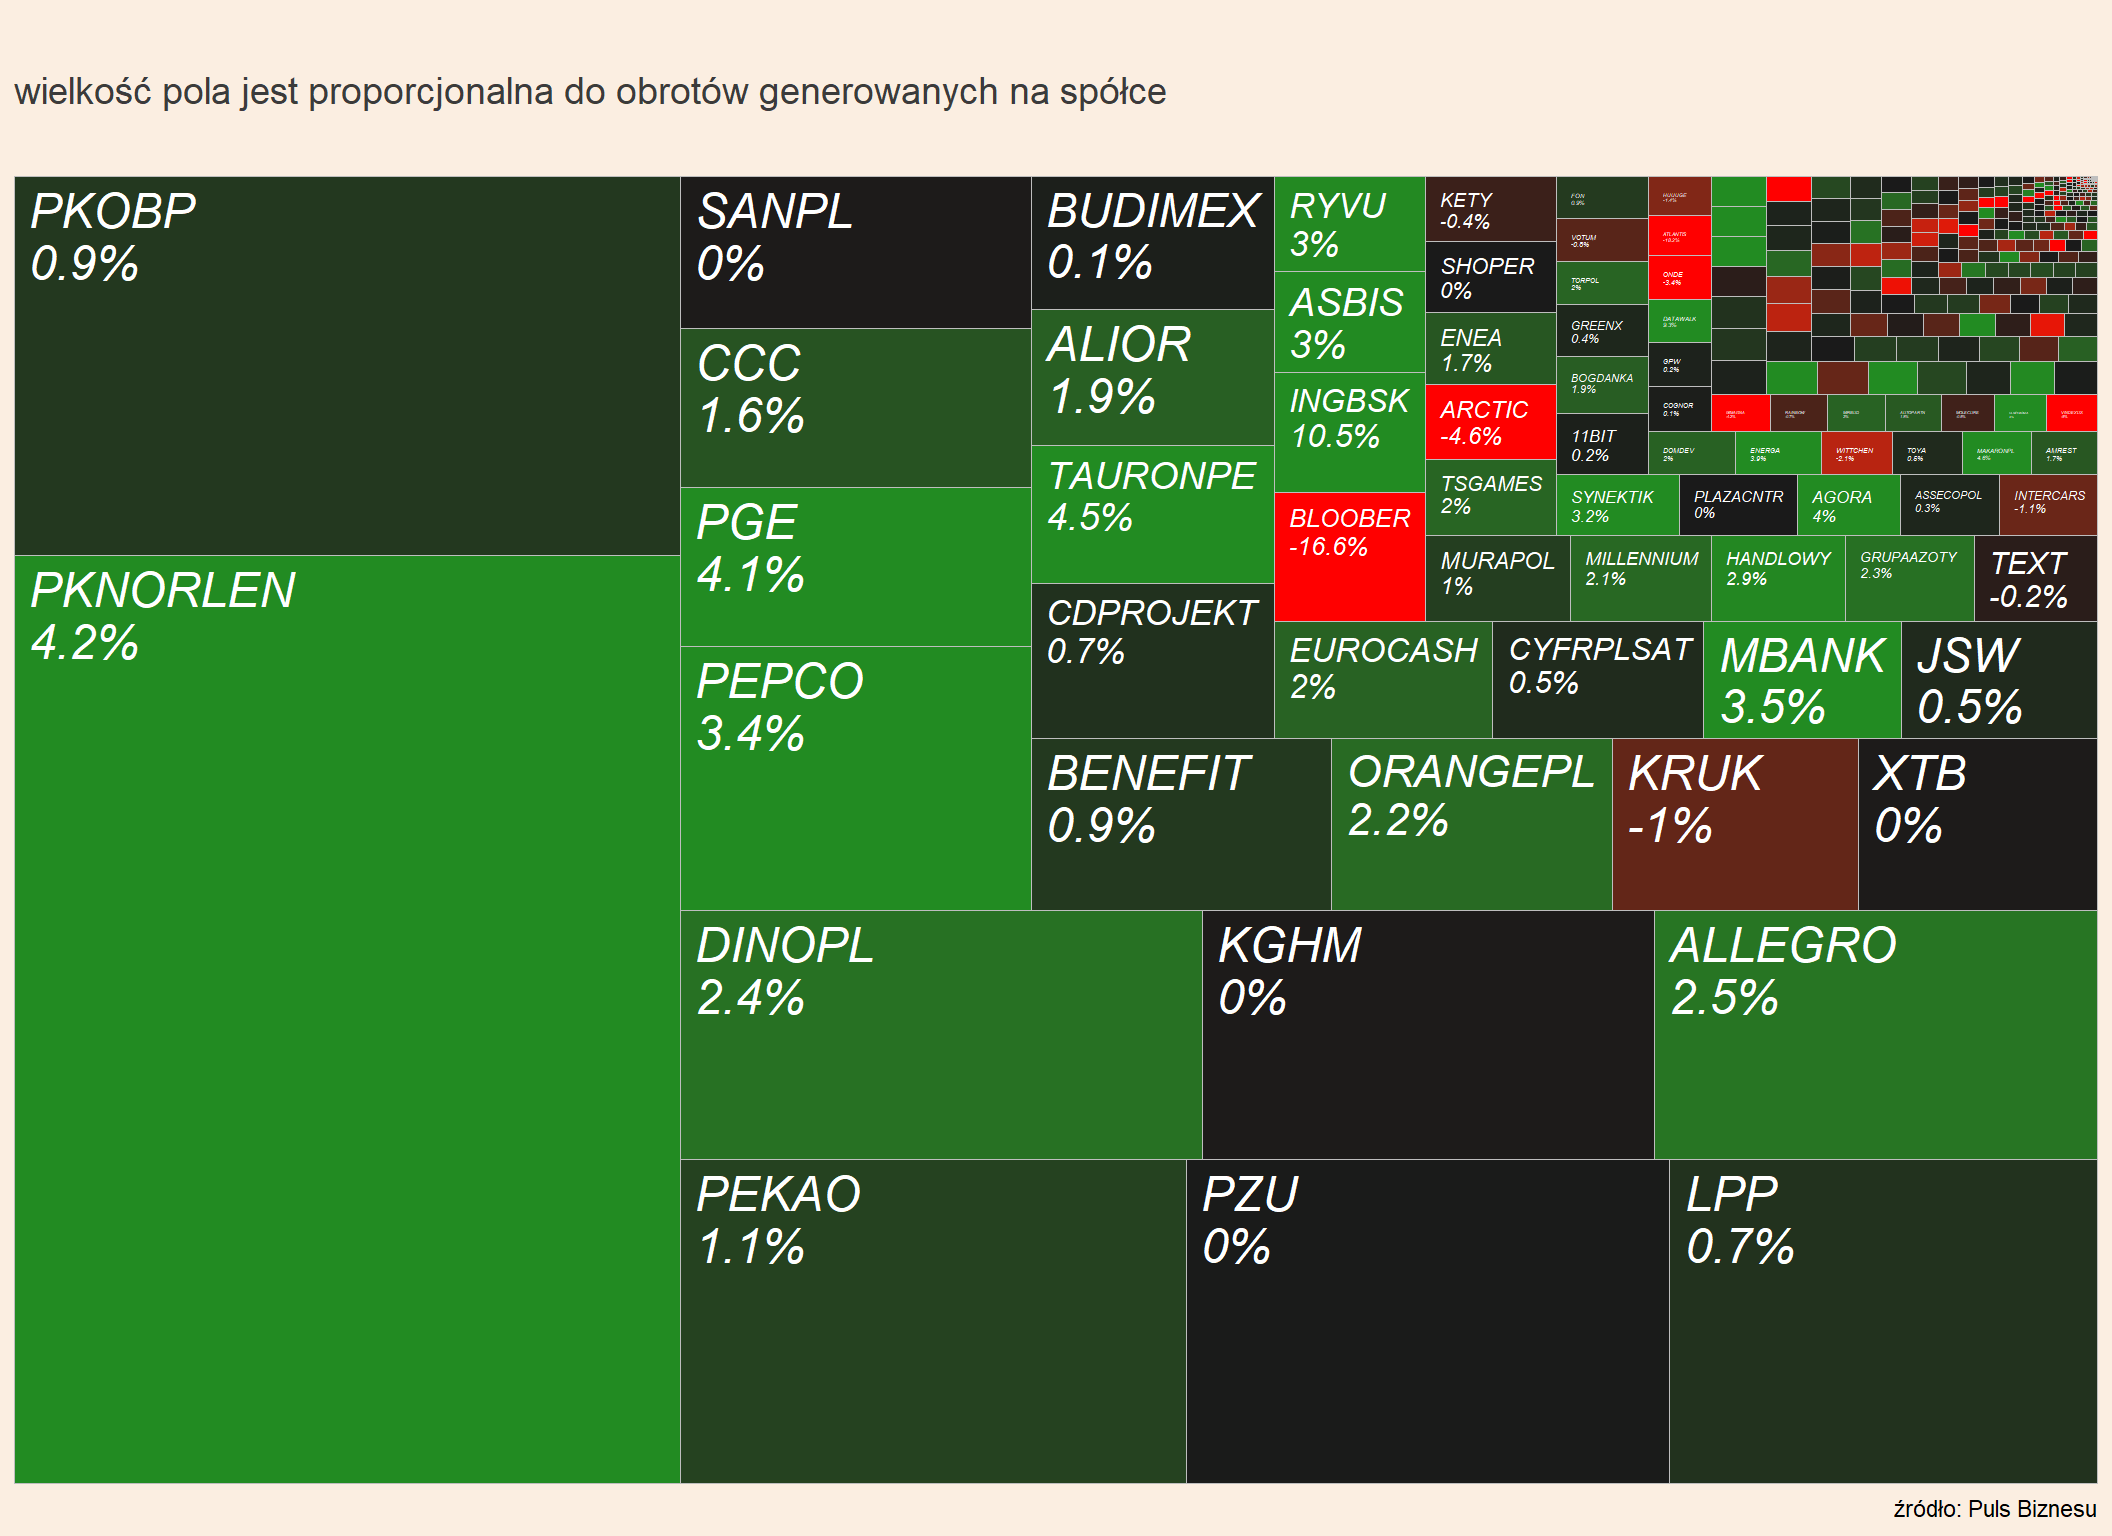 wielkość pola jest proporcjonalna do obrotów generowanych na spółce
PKOBP
0.9%
PKNORLEN
4.2%
SANPL
0%
CCC
1.6%
PGE
4.1%
PEPCO
3.4%
DINOPL
2.4%
PEKAO
1.1%
BUDIMEX
0.1%
ALIOR
1.9%
TAURONPE
4.5%
CDPROJEKT
0.7%
BENEFIT
0.9%
ORANGEPL
2.2%
KRUK
-1%
XTB
0%
KGHM
0%
ALLEGRO
2.5%
PZU
0%
LPP
0.7%
RYVU
3%
ASBIS
3%
INGBSK
10.5%
BLOOBER
-16.6%
EUROCASH
2%
CYFRPLSAT
0.5%
MBANK
3.5%
JSW
0.5%
KETY
-0.4%
SHOPER
0%
ENEA
1.7%
ARCTIC
-4.6%
TSGAMES
2%
MURAPOL
1%
MILLENNIUM
2.1%
HANDLOWY
2.9%
GRUPAAZOTY
2.3%
TEXT
-0.2%
FON
0.9%
VOTUM
-0.8%
TORPOL
2%
GREENX
0.4%
BOGDANKA
1.9%
11BIT
0.2%
SYNEKTIK
3.2%
PLAZACNTR
0%
AGORA
4%
ASSECOPOL
0.3%
INTERCARS
-1.1%
HUUUGE
-1.4%
ATLANTIS
ONDE
-3.4%
DATAWALK
GPW
0.2%
COGNOR
0.1%
DOMDEV
2%
ENERGA
3.9%
WITTCHEN
-2.1%
TOYA
MAKARONPL
AMREST
1.7%
źródło: Puls Biznesu